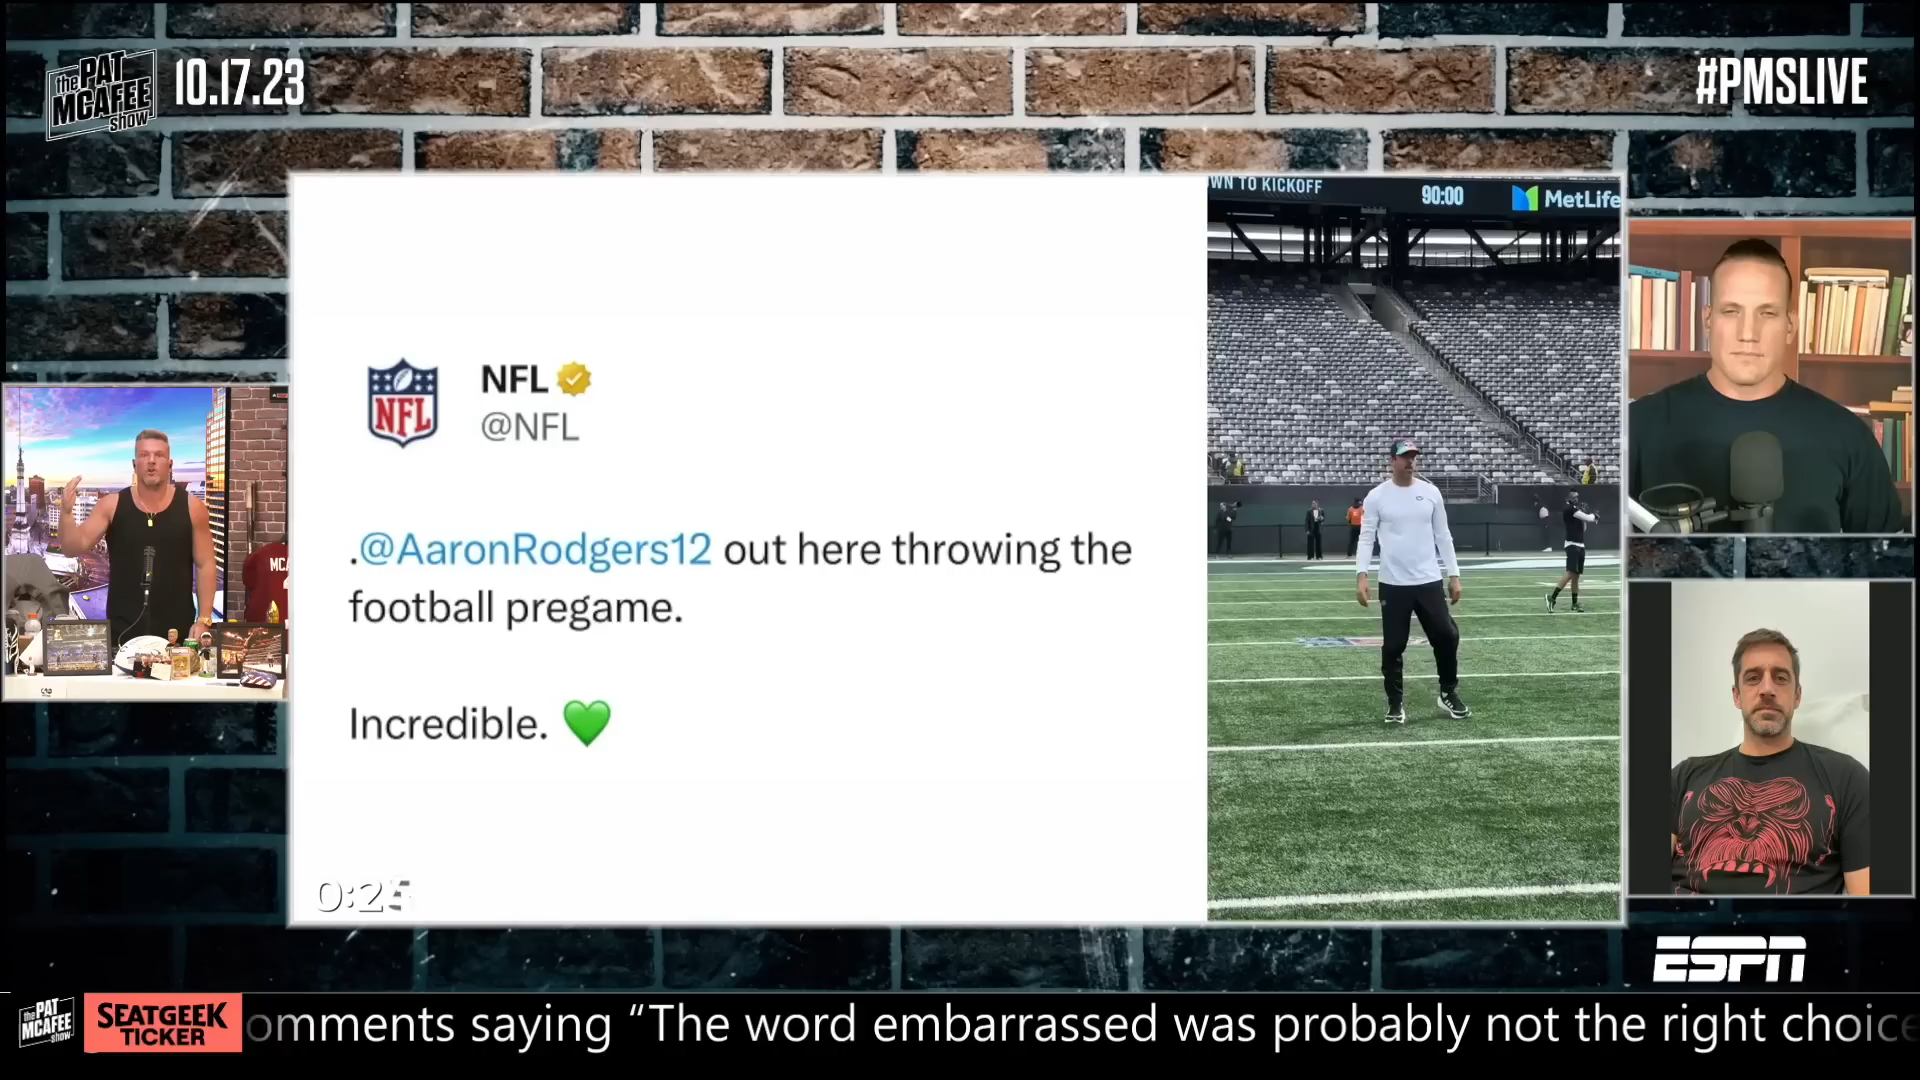 the PAT MCAFEE show
10.17.23
#PMSLIVE
WN TO KICKOFF
90:00
MetLife
NFL
NFL
@NFL
.@AaronRodgers12 out here throwing the
football pregame.
Incredible. 💚
ESPN
the PAT MCAFEE show
SEATGEEK
TICKER
omments saying “The word embarrassed was probably not the right choic